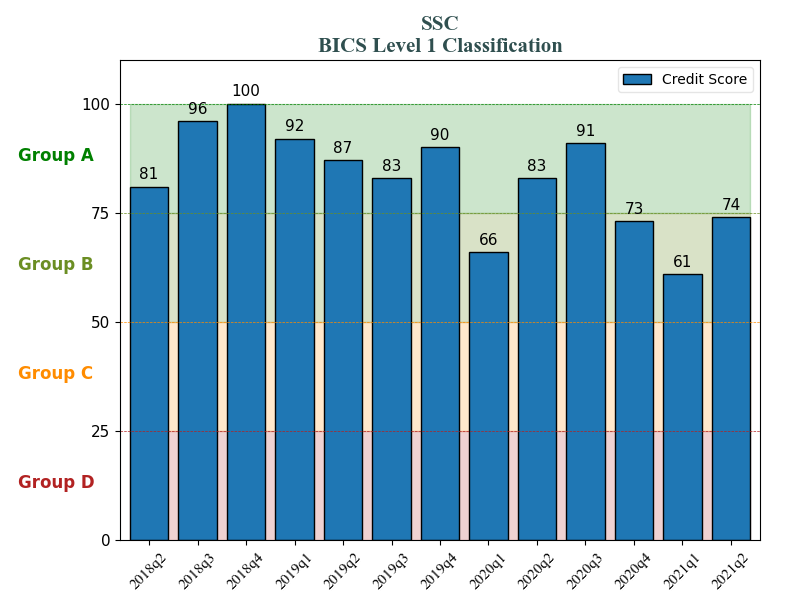 SSC
BICS Level 1 Classification
Credit Score
100
75
50
25
0
Group A
Group B
Group C
Group D
81
96
100
92
87
83
90
66
83
91
73
61
74
2018q2
2018q3
2018q4
2019q1
2019q2
2019q3
2019q4
2020q1
2020q2
2020q3
2020q4
2021q1
2021q2